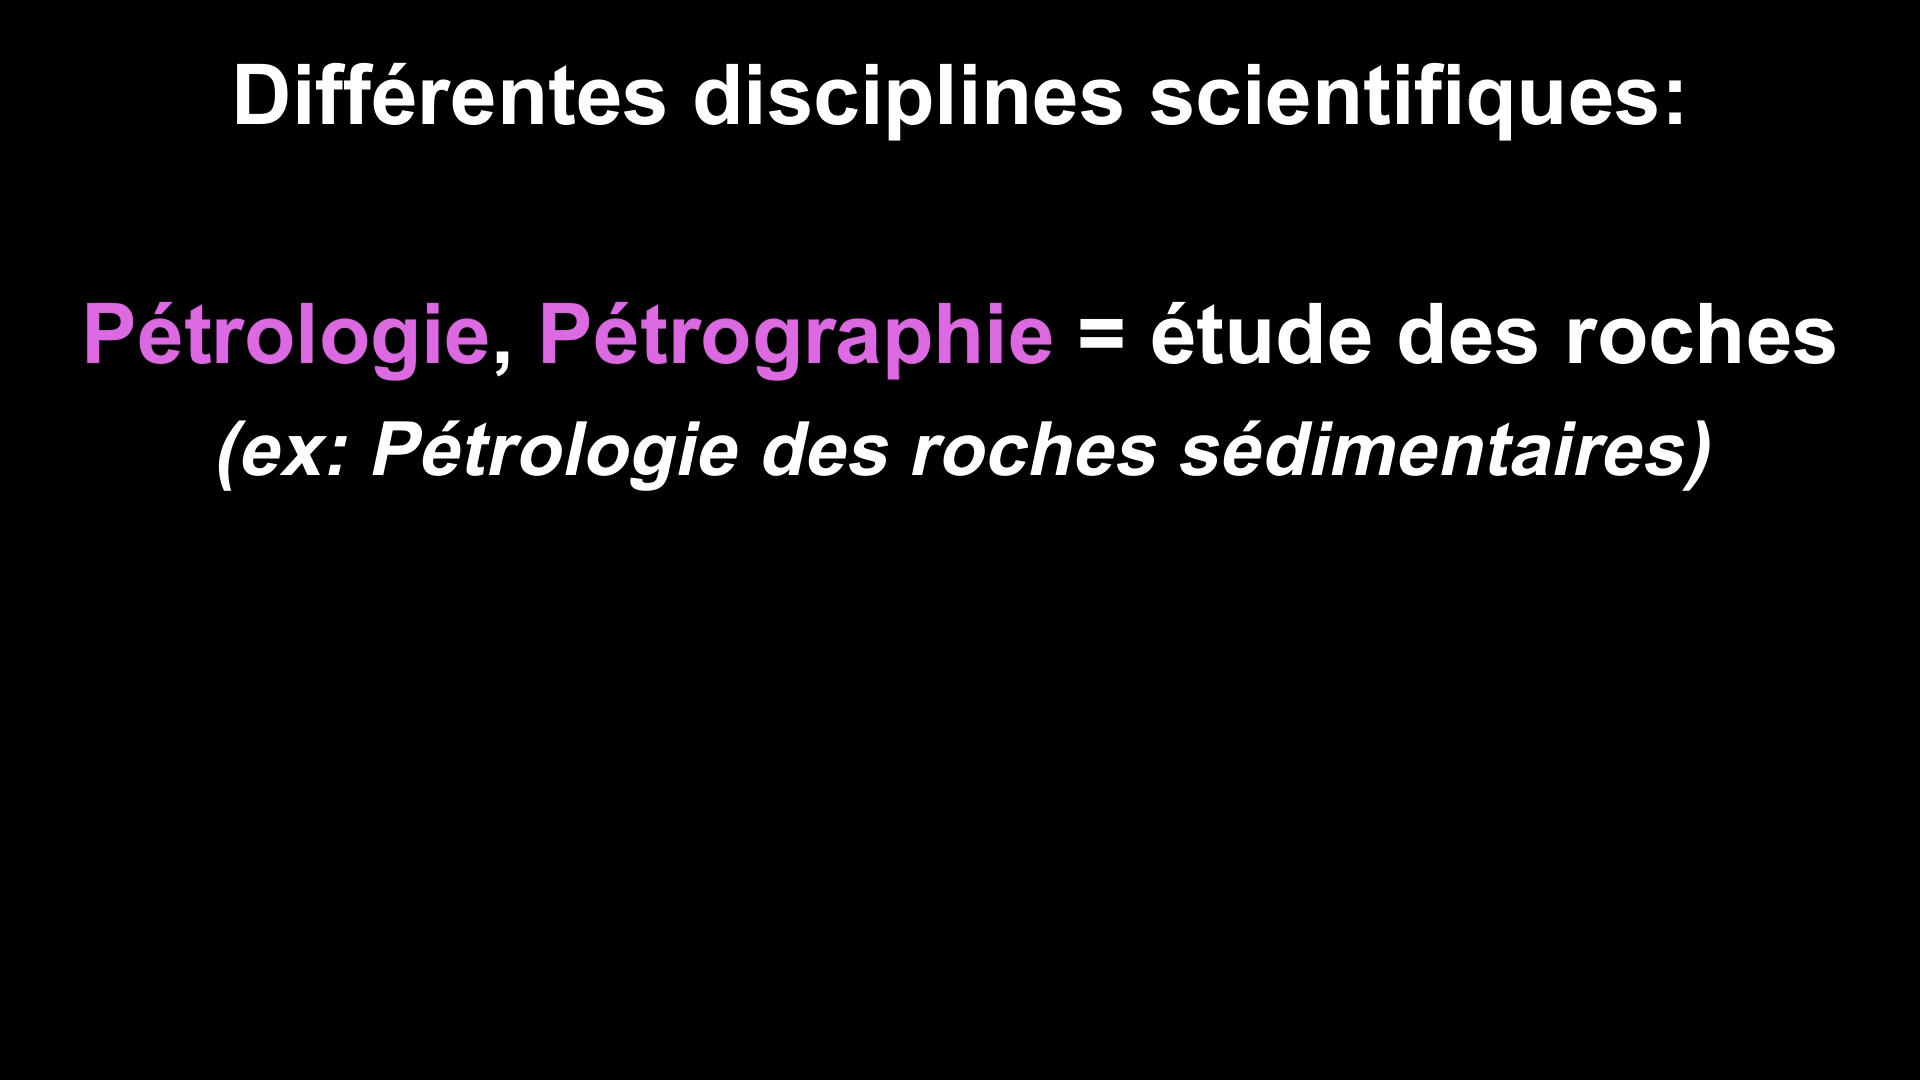 Différentes disciplines scientifiques:
Pétrologie, Pétrographie = étude des roches
(ex: Pétrologie des roches sédimentaires)